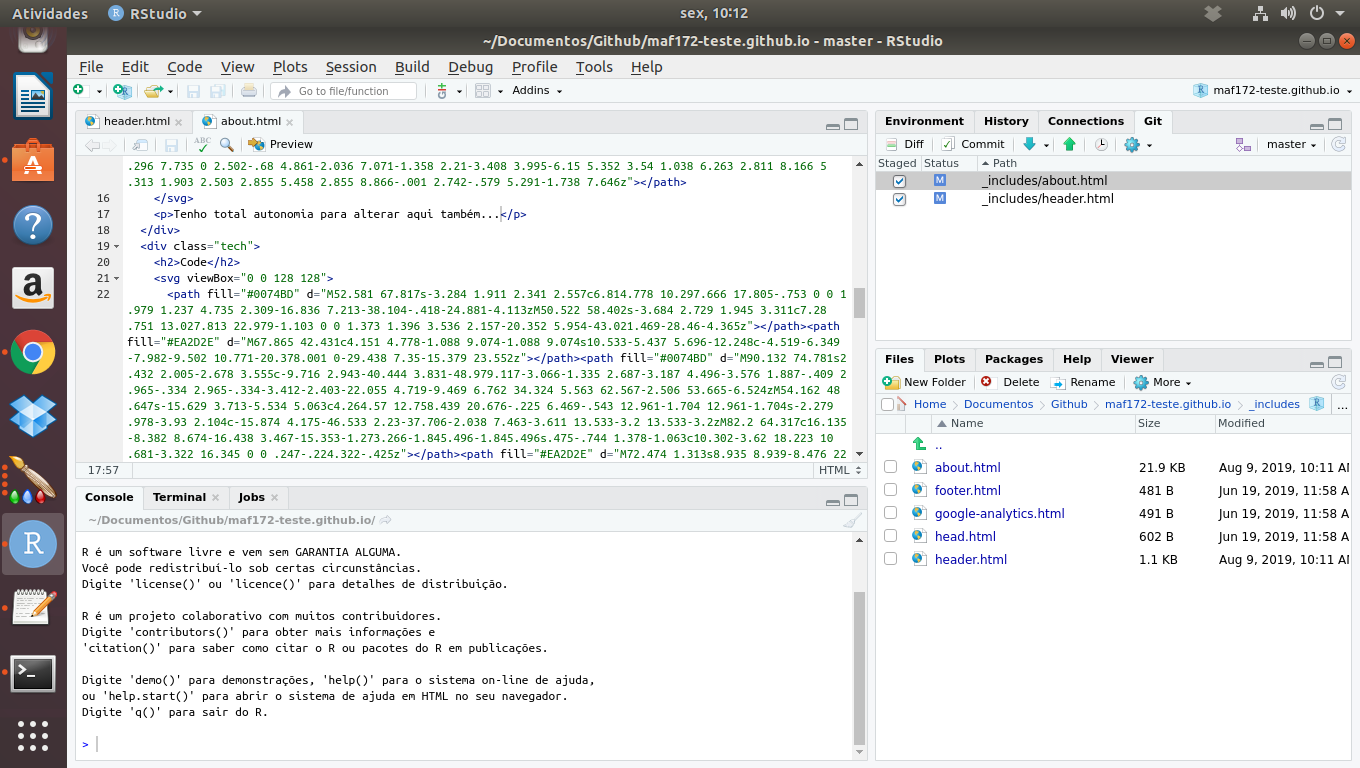 Atividades RStudio sex, 10:12
~/Documentos/Github/maf172-teste.github.io - master - RStudio
File Edit Code View Plots Session Build Debug Profile Tools Help
Go to file/function Addins maf172-teste.github.io
header.html about.html
ABC Preview
.296 7.735 0 2.502-.68 4.861-2.036 7.071-1.358 2.21-3.408 3.995-6.15 5.352 3.54 1.038 6.263 2.811 8.166 5
.313 1.903 2.503 2.855 5.458 2.855 8.866-.001 2.742-.579 5.291-1.738 7.646z"></path>
16 </svg>
17 <p>Tenho total autonomia para alterar aqui também...</p>
18 </div>
19 <div class="tech">
20 <h2>Code</h2>
21 <svg viewBox="0 0 128 128">
22 <path fill="#0074BD" d="M52.581 67.817s-3.284 1.911 2.341 2.557c6.814.778 10.297.666 17.805-.753 0 0 1
.979 1.237 4.735 2.309-16.836 7.213-38.104-.418-24.881-4.113zM50.522 58.402s-3.684 2.729 1.945 3.311c7.28
.751 13.027.813 22.979-1.103 0 0 1.373 1.396 3.536 2.157-20.352 5.954-43.021.469-28.46-4.365z"></path><path
fill="#EA2D2E" d="M67.865 42.431c4.151 4.778-1.088 9.074-1.088 9.074s10.533-5.437 5.696-12.248c-4.519-6.349
-7.982-9.502 10.771-20.378.001 0-29.438 7.35-15.379 23.552z"></path><path fill="#0074BD" d="M90.132 74.781s2
.432 2.005-2.678 3.555c-9.716 2.943-40.444 3.831-48.979.117-3.066-1.335 2.687-3.187 4.496-3.576 1.887-.409 2
.965-.334 2.965-.334-3.412-2.403-22.055 4.719-9.469 6.762 34.324 5.563 62.567-2.506 53.665-6.524zM54.162 48
.647s-15.629 3.713-5.534 5.063c4.264.57 12.758.439 20.676-.225 6.469-.543 12.961-1.704 12.961-1.704s-2.279
.978-3.93 2.104c-15.874 4.175-46.533 2.23-37.706-2.038 7.463-3.611 13.533-3.2 13.533-3.2zM82.2 64.317c16.135
-8.382 8.674-16.438 3.467-15.353-1.273.266-1.845.496-1.845.496s.475-.744 1.378-1.063c10.302-3.62 18.223 10
.681-3.322 16.345 0 0 .247-.224.322-.425z"></path><path fill="#EA2D2E" d="M72.474 1.313s8.935 8.939-8.476 22
17:57 HTML
Console Terminal Jobs
~/Documentos/Github/maf172-teste.github.io/
R é um software livre e vem sem GARANTIA ALGUMA.
Você pode redistribuí-lo sob certas circunstâncias.
Digite 'license()' ou 'licence()' para detalhes de distribuição.
R é um projeto colaborativo com muitos contribuidores.
Digite 'contributors()' para obter mais informações e
'citation()' para saber como citar o R ou pacotes do R em publicações.
Digite 'demo()' para demonstrações, 'help()' para o sistema on-line de ajuda,
ou 'help.start()' para abrir o sistema de ajuda em HTML no seu navegador.
Digite 'q()' para sair do R.
>
Environment History Connections Git
Diff Commit master
Staged Status Path
M _includes/about.html
M _includes/header.html
Files Plots Packages Help Viewer
New Folder Delete Rename More
Home Documentos Github maf172-teste.github.io _includes ...
Name Size Modified
..
about.html 21.9 KB Aug 9, 2019, 10:11 AM
footer.html 481 B Jun 19, 2019, 11:58 A
google-analytics.html 491 B Jun 19, 2019, 11:58 A
head.html 602 B Jun 19, 2019, 11:58 A
header.html 1.1 KB Aug 9, 2019, 10:11 AM